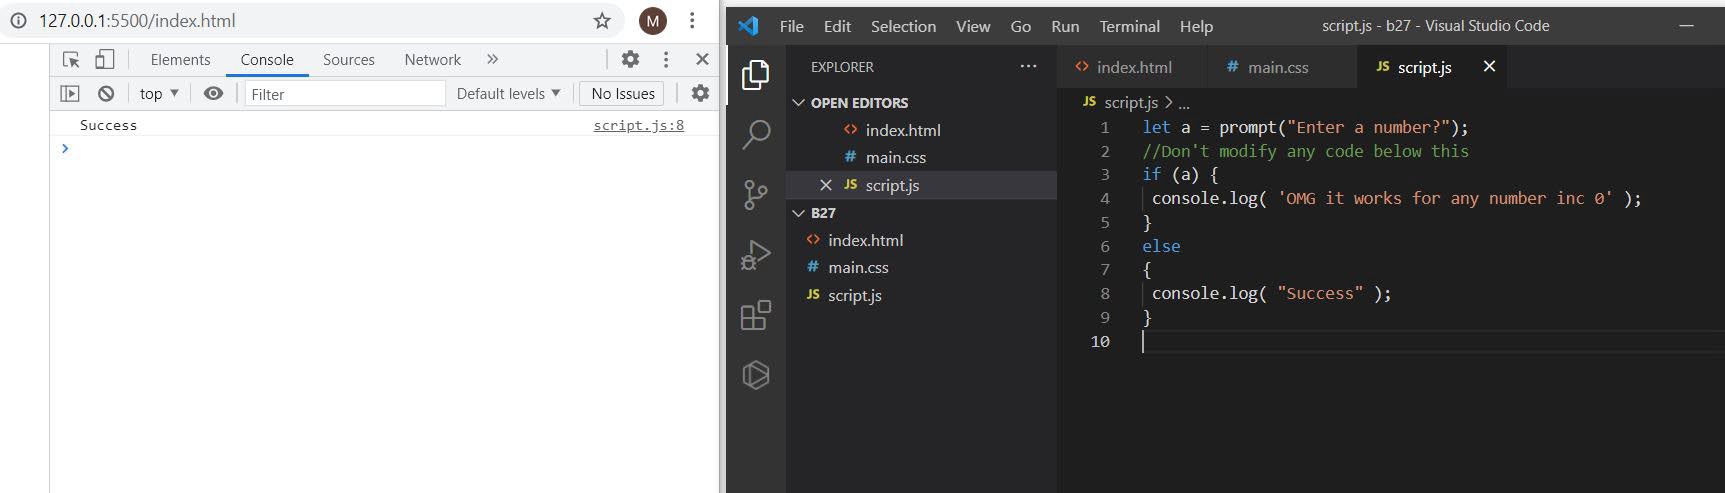 127.0.0.1:5500/index.html
M
Elements Console Sources Network
top Filter Default levels No Issues
Success script.js:8
File Edit Selection View Go Run Terminal Help script.js - b27 - Visual Studio Code
EXPLORER
OPEN EDITORS
index.html
main.css
script.js
B27
index.html
main.css
script.js
index.html main.css script.js
script.js > ...
1 let a = prompt("Enter a number?");
2 //Don't modify any code below this
3 if (a) {
4 console.log( 'OMG it works for any number inc 0' );
5 }
6 else
7 {
8 console.log( "Success" );
9 }
10